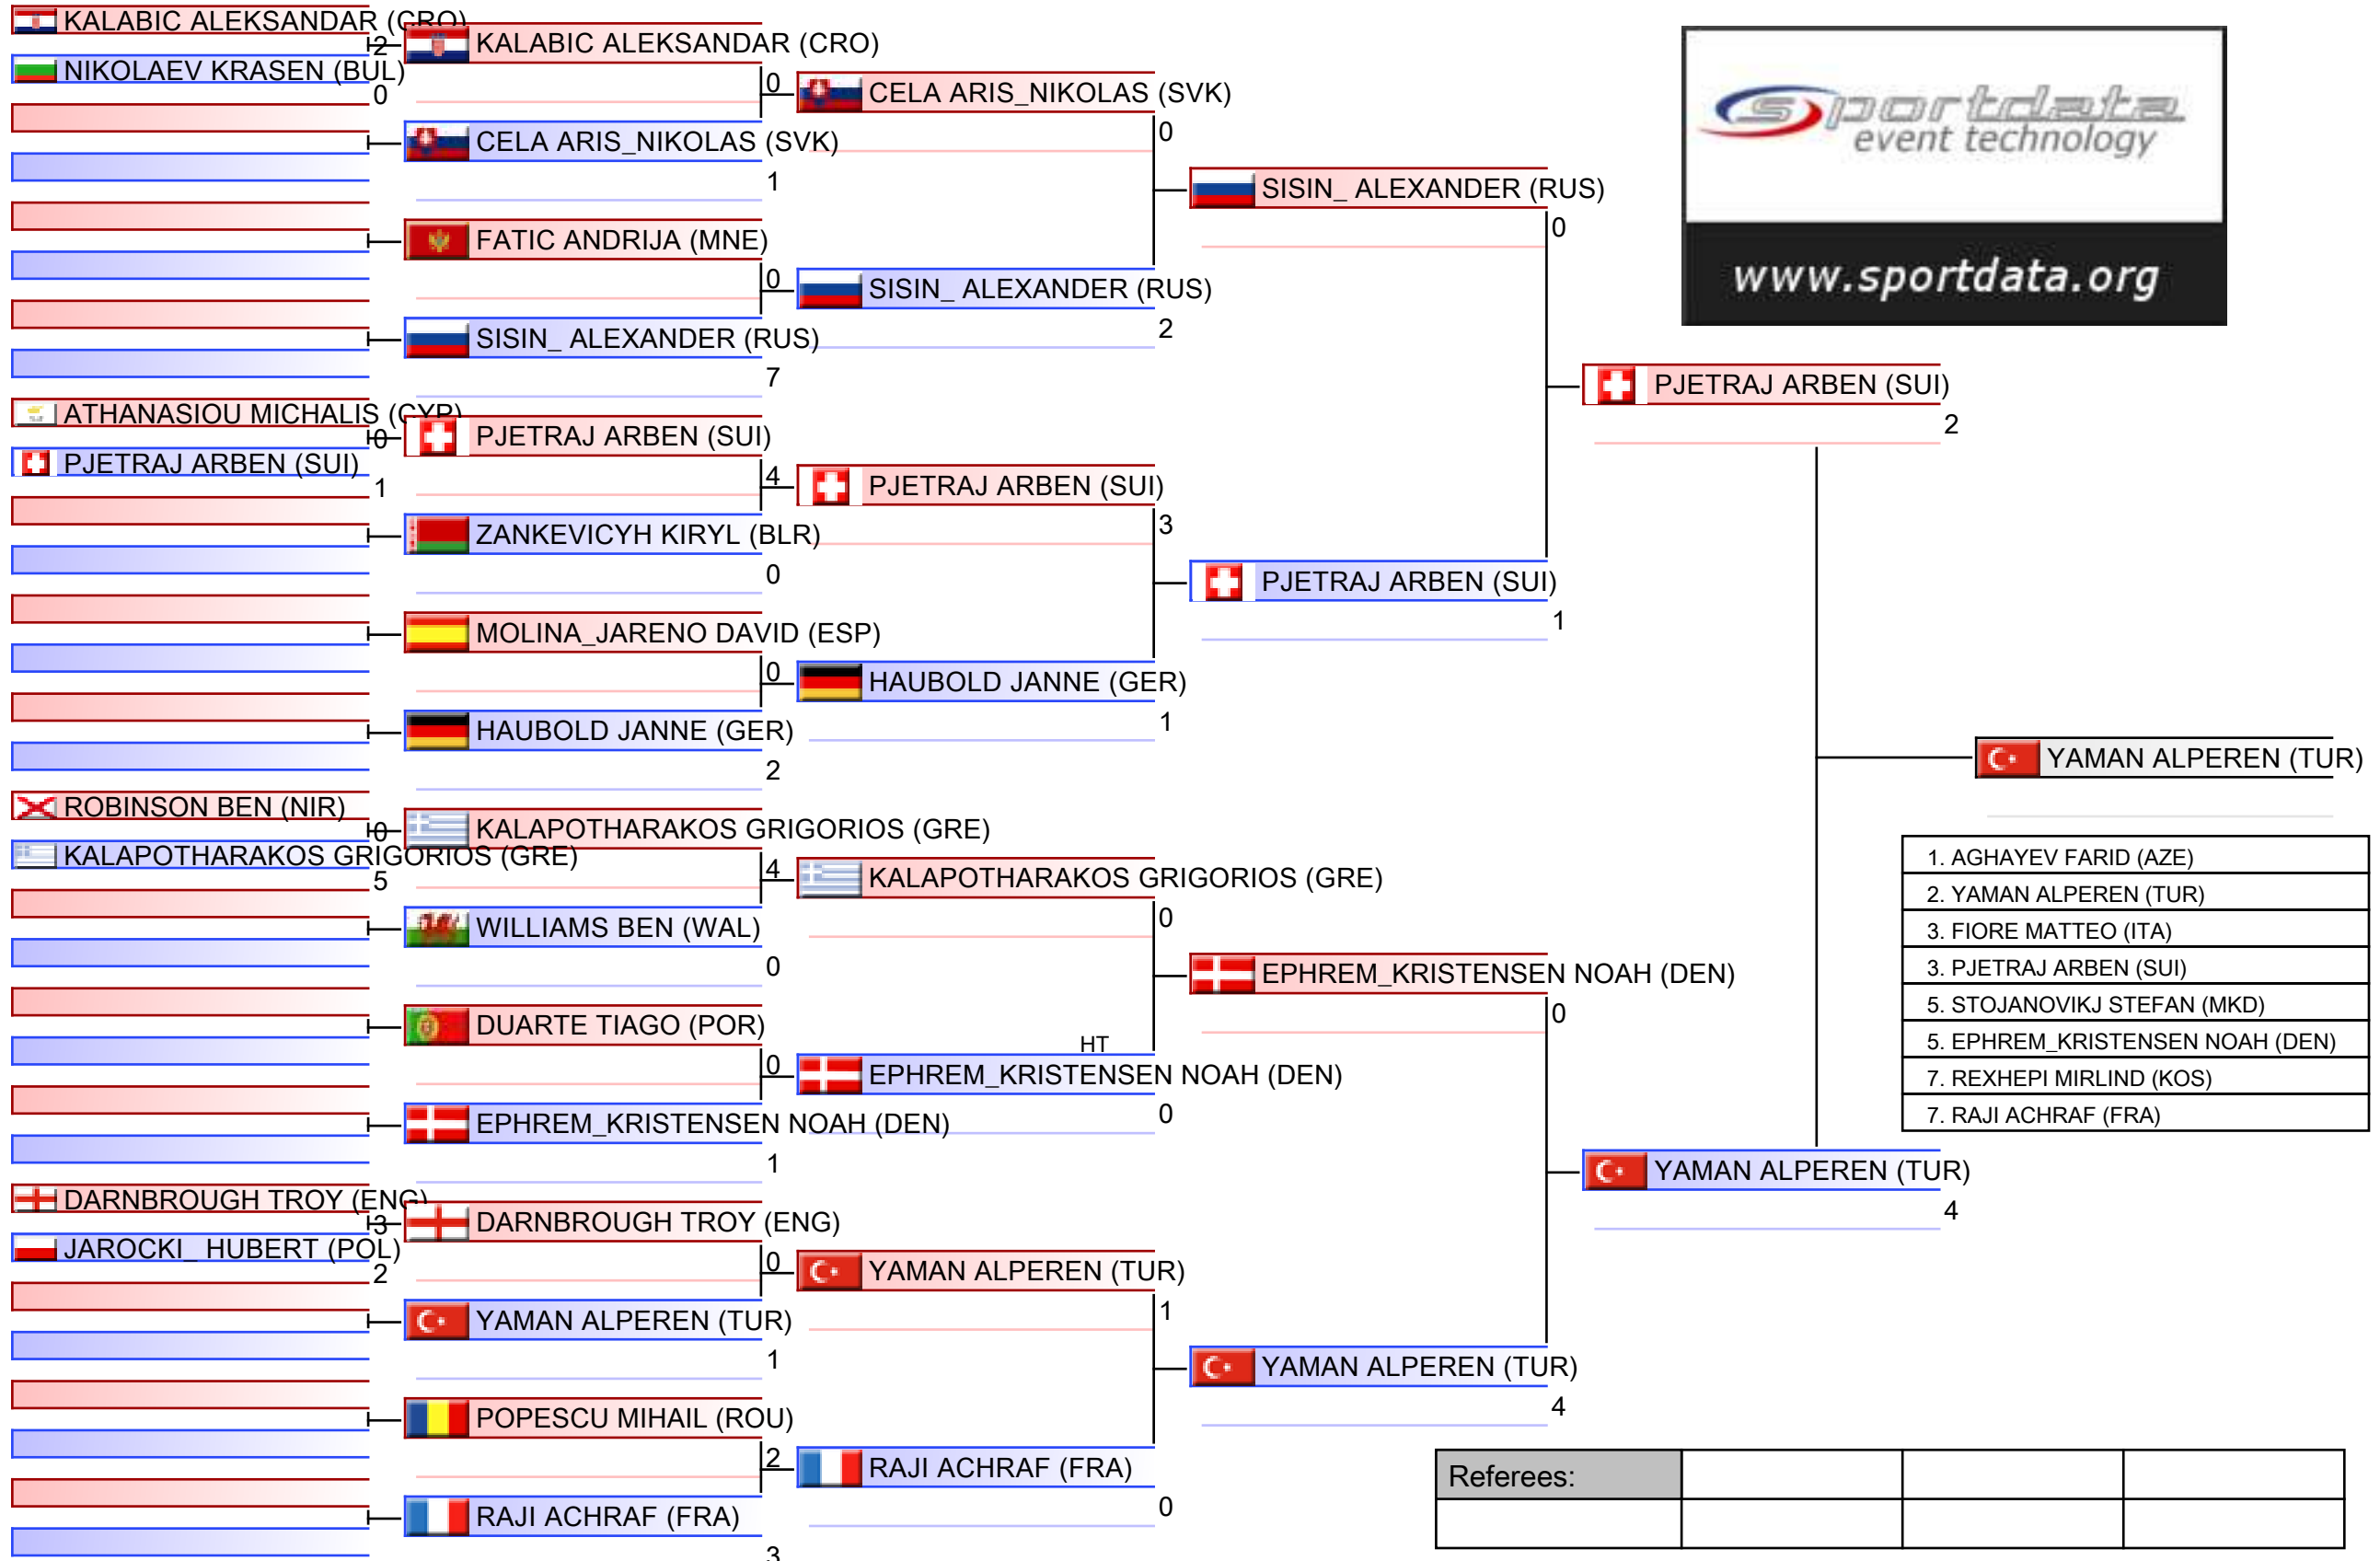 KALABIC ALEKSANDAR (CRO)
2
NIKOLAEV KRASEN (BUL)
0
ATHANASIOU MICHALIS (CYP)
0
PJETRAJ ARBEN (SUI)
1
ROBINSON BEN (NIR)
0
KALAPOTHARAKOS GRIGORIOS (GRE)
5
DARNBROUGH TROY (ENG)
3
JAROCKI_ HUBERT (POL)
2
KALABIC ALEKSANDAR (CRO)
0
CELA ARIS_NIKOLAS (SVK)
1
FATIC ANDRIJA (MNE)
0
SISIN_ ALEXANDER (RUS)
7
PJETRAJ ARBEN (SUI)
4
ZANKEVICYH KIRYL (BLR)
0
MOLINA_JARENO DAVID (ESP)
0
HAUBOLD JANNE (GER)
2
KALAPOTHARAKOS GRIGORIOS (GRE)
4
WILLIAMS BEN (WAL)
0
DUARTE TIAGO (POR)
0
EPHREM_KRISTENSEN NOAH (DEN)
1
DARNBROUGH TROY (ENG)
0
YAMAN ALPEREN (TUR)
1
POPESCU MIHAIL (ROU)
2
RAJI ACHRAF (FRA)
3
CELA ARIS_NIKOLAS (SVK)
0
SISIN_ ALEXANDER (RUS)
2
PJETRAJ ARBEN (SUI)
3
HAUBOLD JANNE (GER)
1
KALAPOTHARAKOS GRIGORIOS (GRE)
0
HT
EPHREM_KRISTENSEN NOAH (DEN)
0
YAMAN ALPEREN (TUR)
1
RAJI ACHRAF (FRA)
0
SISIN_ ALEXANDER (RUS)
0
PJETRAJ ARBEN (SUI)
1
EPHREM_KRISTENSEN NOAH (DEN)
0
YAMAN ALPEREN (TUR)
4
PJETRAJ ARBEN (SUI)
2
YAMAN ALPEREN (TUR)
4
sportdata
event technology
www.sportdata.org
YAMAN ALPEREN (TUR)
1. AGHAYEV FARID (AZE)
2. YAMAN ALPEREN (TUR)
3. FIORE MATTEO (ITA)
3. PJETRAJ ARBEN (SUI)
5. STOJANOVIKJ STEFAN (MKD)
5. EPHREM_KRISTENSEN NOAH (DEN)
7. REXHEPI MIRLIND (KOS)
7. RAJI ACHRAF (FRA)
Referees: